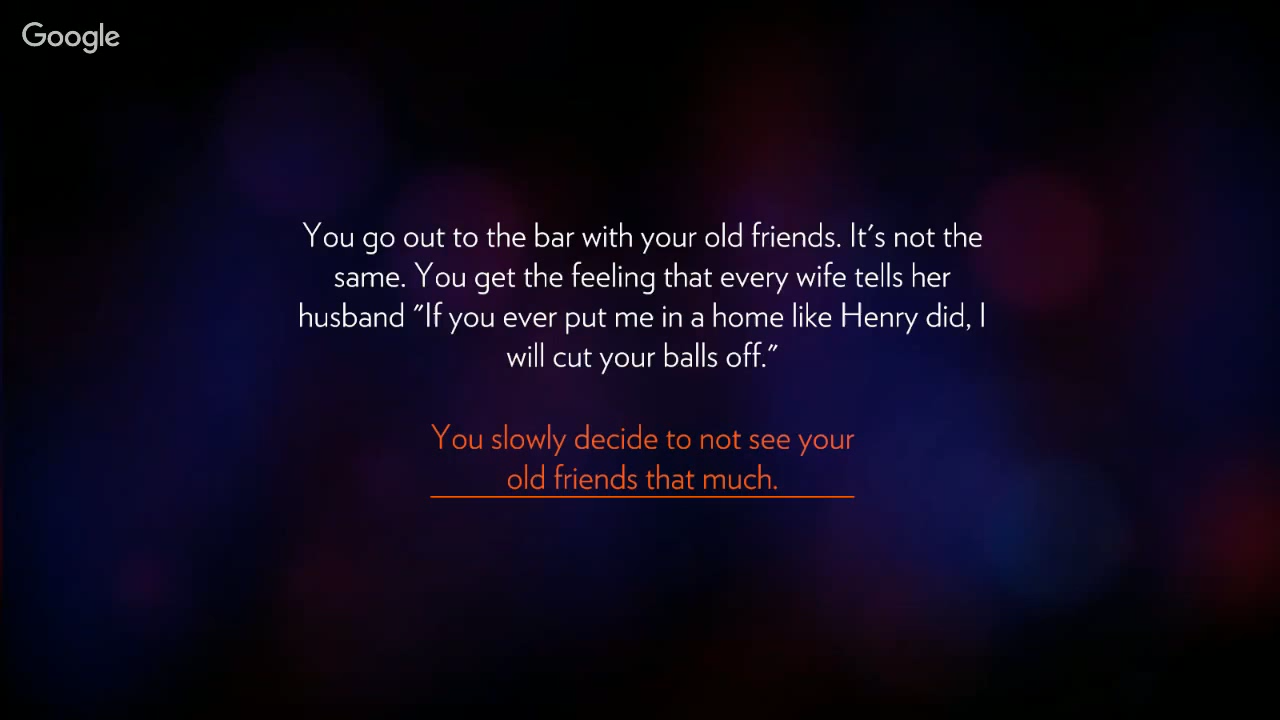 Google
You go out to the bar with your old friends. It's not the
same. You get the feeling that every wife tells her
husband "If you ever put me in a home like Henry did, I
will cut your balls off."
You slowly decide to not see your
old friends that much.